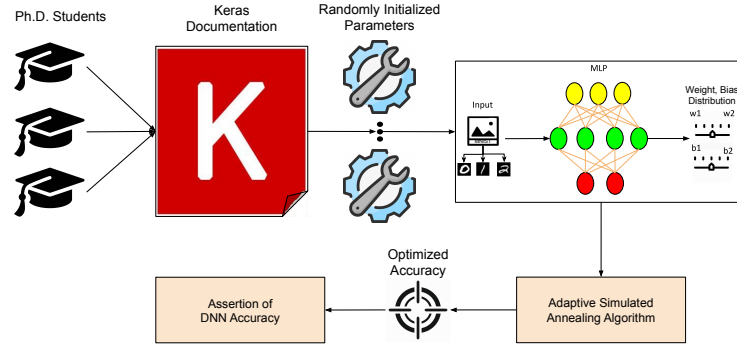 Ph.D. Students
Keras
Documentation
Randomly Initialized
Parameters
K
MLP
Input
Weight, Bias
Distribution
w1 w2
b1 b2
Optimized
Accuracy
Assertion of
DNN Accuracy
Adaptive Simulated
Annealing Algorithm